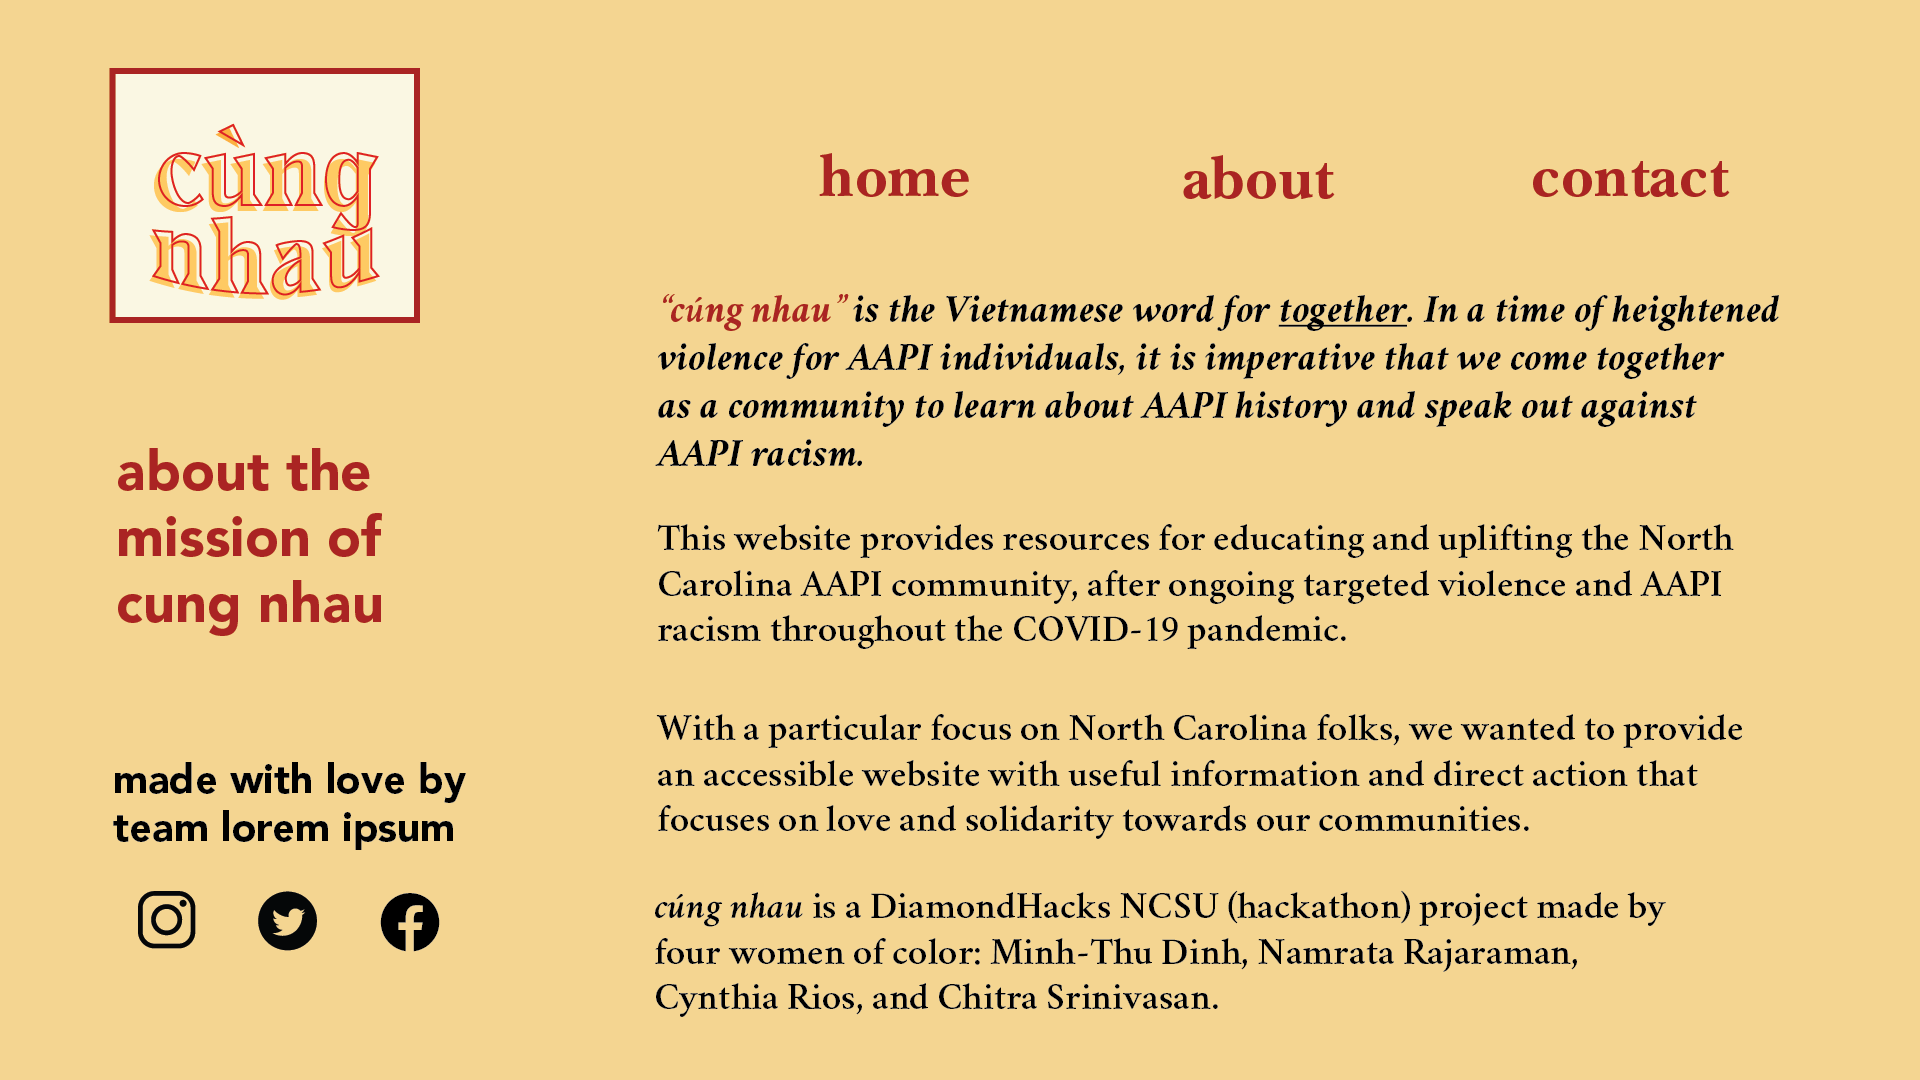 cùng
nhau
home
about
contact
about the
mission of
cung nhau
made with love by
team lorem ipsum
“cúng nhau” is the Vietnamese word for together. In a time of heightened
violence for AAPI individuals, it is imperative that we come together
as a community to learn about AAPI history and speak out against
AAPI racism.
This website provides resources for educating and uplifting the North
Carolina AAPI community, after ongoing targeted violence and AAPI
racism throughout the COVID-19 pandemic.
With a particular focus on North Carolina folks, we wanted to provide
an accessible website with useful information and direct action that
focuses on love and solidarity towards our communities.
cúng nhau is a DiamondHacks NCSU (hackathon) project made by
four women of color: Minh-Thu Dinh, Namrata Rajaraman,
Cynthia Rios, and Chitra Srinivasan.